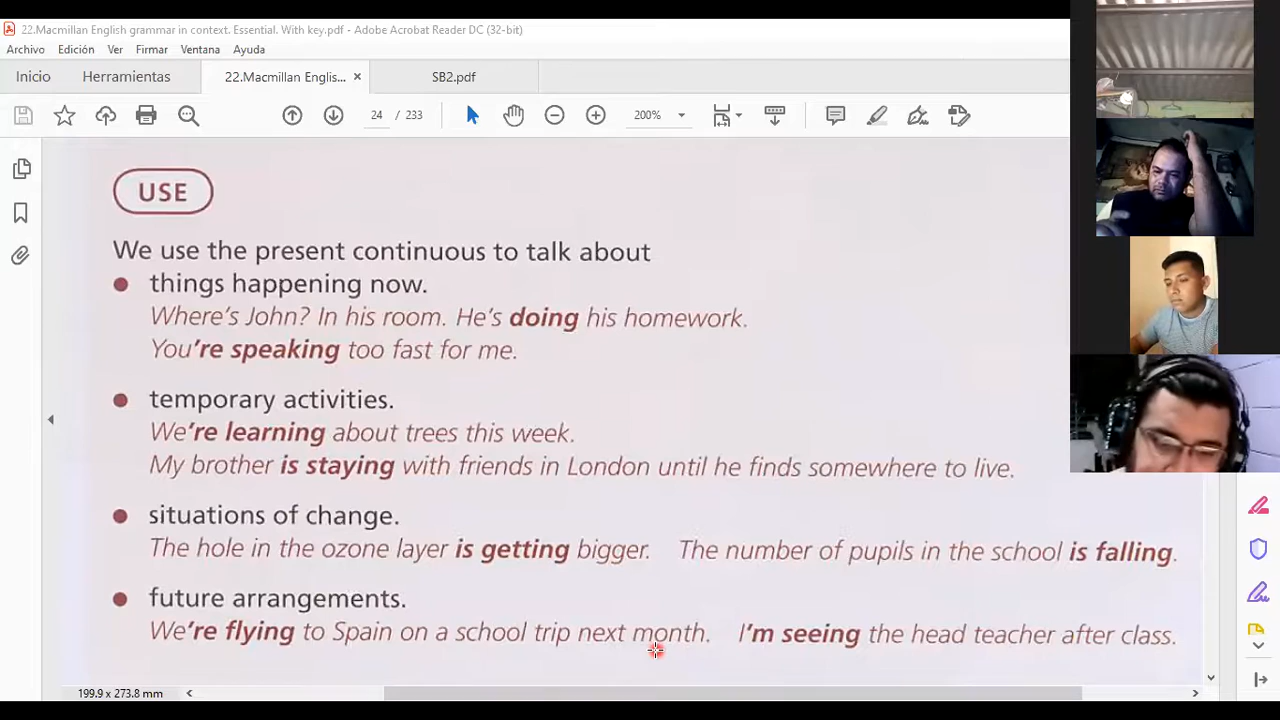 22.Macmillan English grammar in context. Essential. With key.pdf - Adobe Acrobat Reader DC (32-bit)
Archivo Edición Ver Firmar Ventana Ayuda
Inicio Herramientas 22.Macmillan Englis... × SB2.pdf
24 / 233 200%
USE
We use the present continuous to talk about
● things happening now.
Where's John? In his room. He's doing his homework.
You're speaking too fast for me.
● temporary activities.
We're learning about trees this week.
My brother is staying with friends in London until he finds somewhere to live.
● situations of change.
The hole in the ozone layer is getting bigger. The number of pupils in the school is falling.
● future arrangements.
We're flying to Spain on a school trip next month. I'm seeing the head teacher after class.
199.9 x 273.8 mm